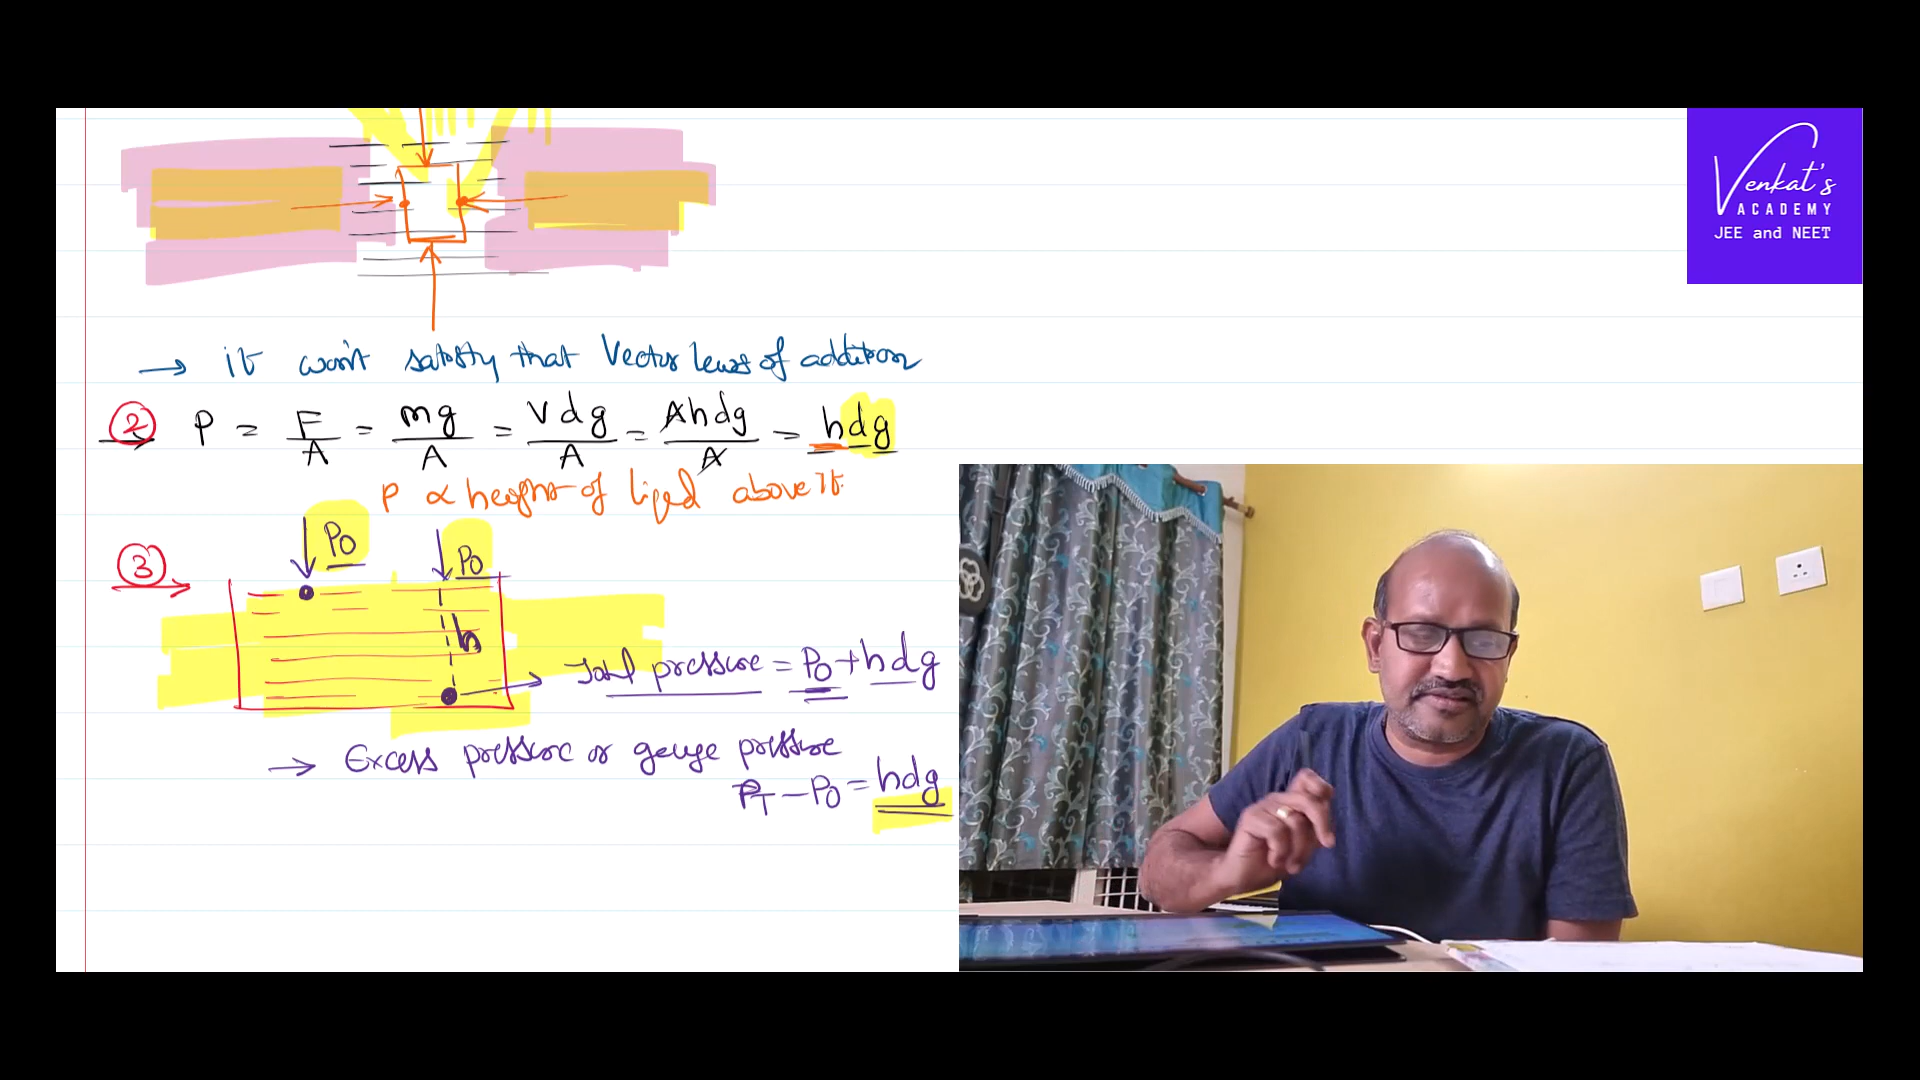 Venkat's
ACADEMY
JEE and NEET
→ it won't satisfy that Vector laws of addition
② P = F/A = mg/A = Vdg/A = Ahdg/A = hdg
P ∝ height of liqed above it.
③ P0 P0
h
→ Total pressure = P0 + hdg
→ Excess pressure or gauge pressure
PT – P0 = hdg